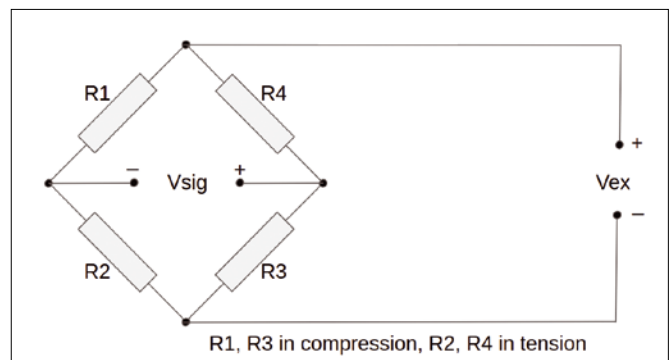 R1
R4
− Vsig +
R2
R3
+
Vex
−
R1, R3 in compression, R2, R4 in tension